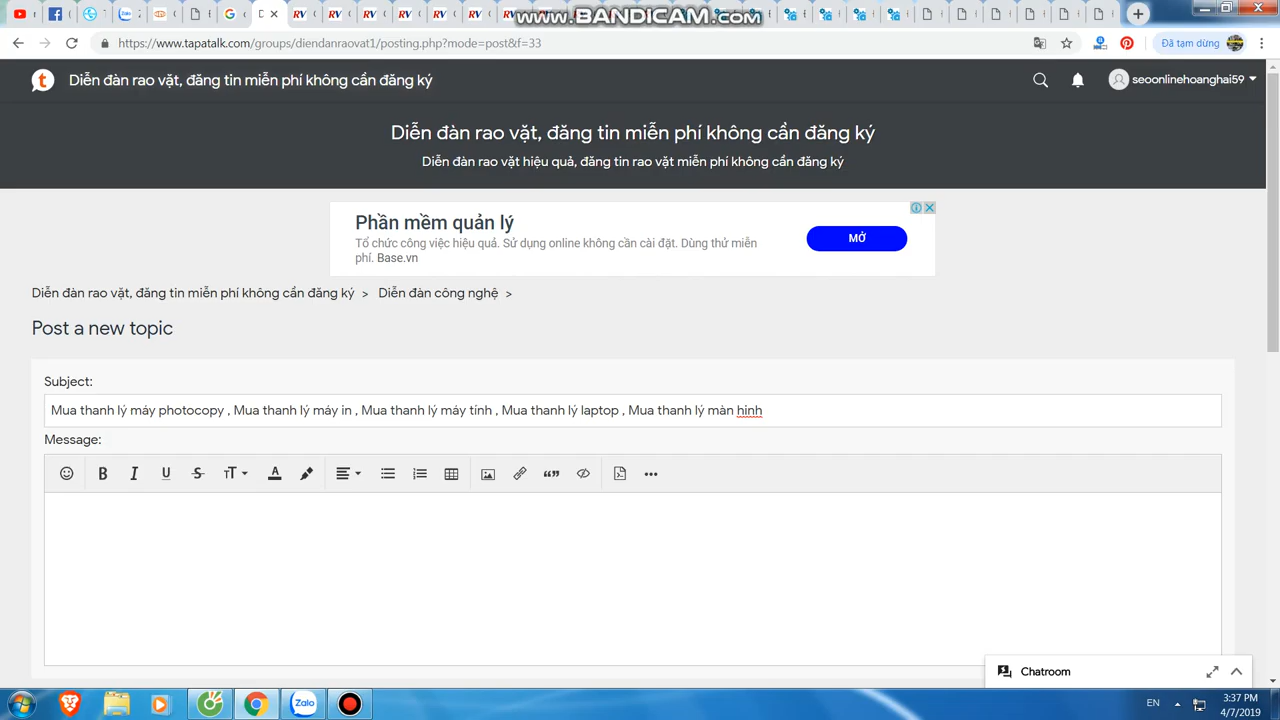 www.BANDICAM.com
https://www.tapatalk.com/groups/diendanraovat1/posting.php?mode=post&f=33
Đã tạm dừng
Diễn đàn rao vặt, đăng tin miễn phí không cần đăng ký
seoonlinehoanghai59
Diễn đàn rao vặt, đăng tin miễn phí không cần đăng ký
Diễn đàn rao vặt hiệu quả, đăng tin rao vặt miễn phí không cần đăng ký
Phần mềm quản lý
Tổ chức công việc hiệu quả. Sử dụng online không cần cài đặt. Dùng thử miễn
phí. Base.vn
MỞ
Diễn đàn rao vặt, đăng tin miễn phí không cần đăng ký > Diễn đàn công nghệ >
Post a new topic
Subject:
Mua thanh lý máy photocopy , Mua thanh lý máy in , Mua thanh lý máy tính , Mua thanh lý laptop , Mua thanh lý màn hình
Message:
Chatroom
Zalo
EN
3:37 PM
4/7/2019